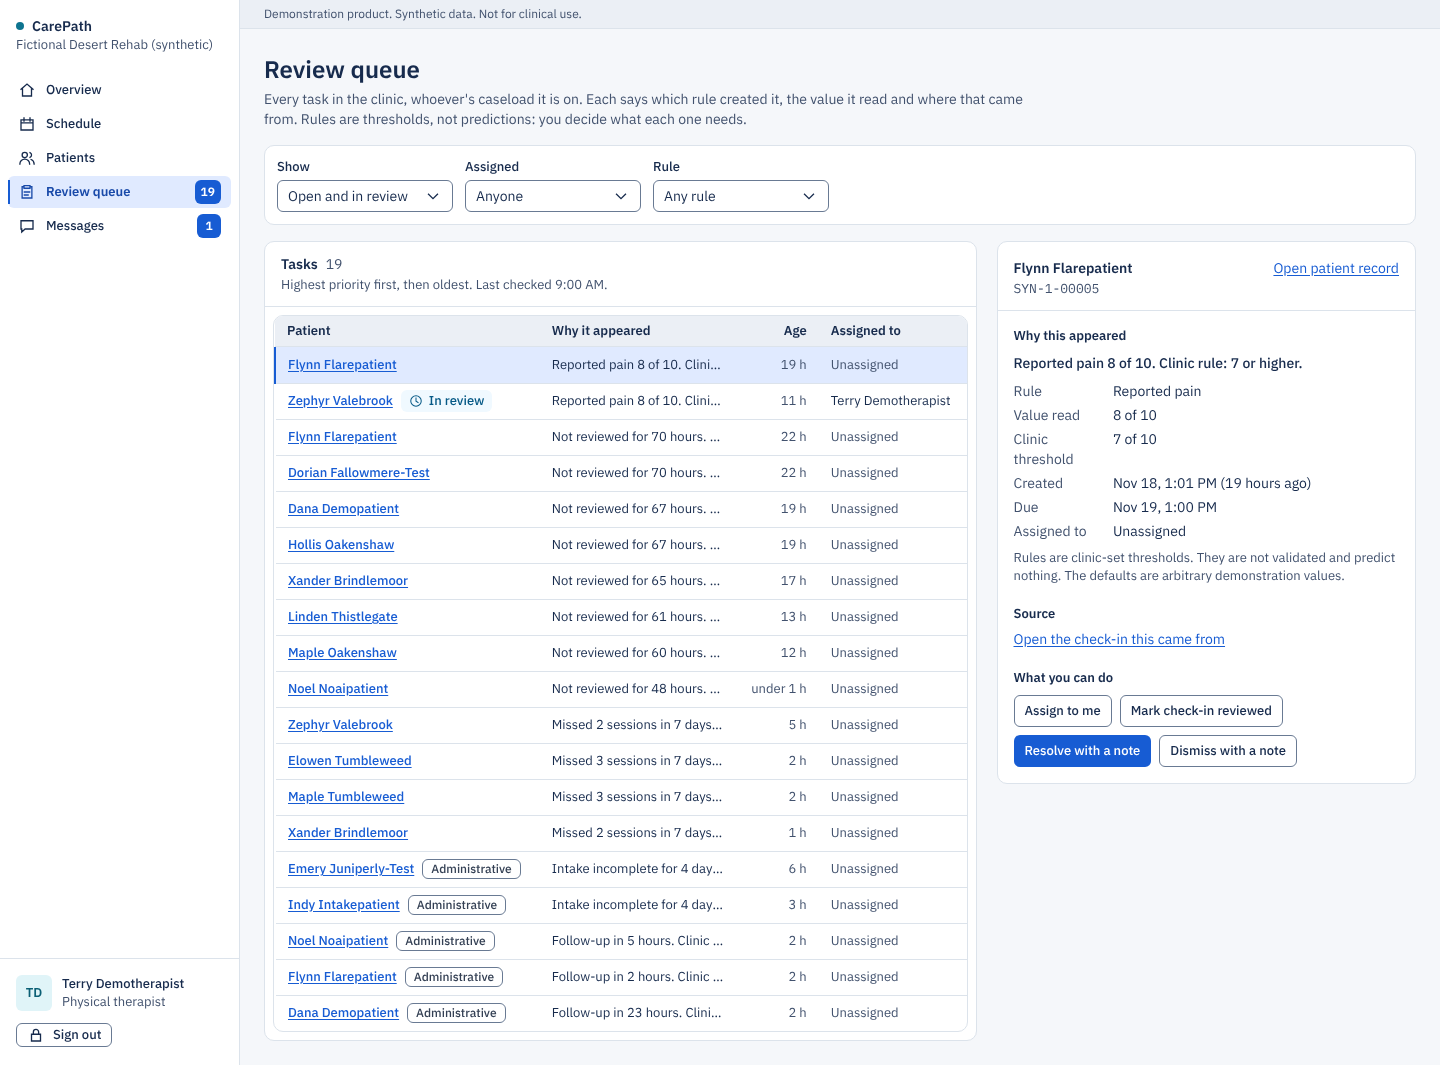 CarePath
Fictional Desert Rehab (synthetic)
Overview
Schedule
Patients
Review queue 19
Messages 1
Terry Demotherapist
TD
Physical therapist
Sign out
Demonstration product. Synthetic data. Not for clinical use.
Review queue
Every task in the clinic, whoever's caseload it is on. Each says which rule created it, the value it read and where that came
from. Rules are thresholds, not predictions: you decide what each one needs.
Show Assigned Rule
Open and in review Anyone Any rule
Tasks 19
Highest priority first, then oldest. Last checked 9:00 AM.
Patient Why it appeared Age Assigned to
Flynn Flarepatient Reported pain 8 of 10. Clini... 19 h Unassigned
Zephyr Valebrook In review Reported pain 8 of 10. Clini... 11 h Terry Demotherapist
Flynn Flarepatient Not reviewed for 70 hours. ... 22 h Unassigned
Dorian Fallowmere-Test Not reviewed for 70 hours. ... 22 h Unassigned
Dana Demopatient Not reviewed for 67 hours. ... 19 h Unassigned
Hollis Oakenshaw Not reviewed for 67 hours. ... 19 h Unassigned
Xander Brindlemoor Not reviewed for 65 hours. ... 17 h Unassigned
Linden Thistlegate Not reviewed for 61 hours. ... 13 h Unassigned
Maple Oakenshaw Not reviewed for 60 hours. ... 12 h Unassigned
Noel Noaipatient Not reviewed for 48 hours. ... under 1 h Unassigned
Zephyr Valebrook Missed 2 sessions in 7 days... 5 h Unassigned
Elowen Tumbleweed Missed 3 sessions in 7 days... 2 h Unassigned
Maple Tumbleweed Missed 3 sessions in 7 days... 2 h Unassigned
Xander Brindlemoor Missed 2 sessions in 7 days... 1 h Unassigned
Emery Juniperly-Test Administrative Intake incomplete for 4 day... 6 h Unassigned
Indy Intakepatient Administrative Intake incomplete for 4 day... 3 h Unassigned
Noel Noaipatient Administrative Follow-up in 5 hours. Clinic ... 2 h Unassigned
Flynn Flarepatient Administrative Follow-up in 2 hours. Clinic ... 2 h Unassigned
Dana Demopatient Administrative Follow-up in 23 hours. Clini... 2 h Unassigned
Flynn Flarepatient Open patient record
SYN-1-00005
Why this appeared
Reported pain 8 of 10. Clinic rule: 7 or higher.
Rule Reported pain
Value read 8 of 10
Clinic 7 of 10
threshold
Created Nov 18, 1:01 PM (19 hours ago)
Due Nov 19, 1:00 PM
Assigned to Unassigned
Rules are clinic-set thresholds. They are not validated and predict
nothing. The defaults are arbitrary demonstration values.
Source
Open the check-in this came from
What you can do
Assign to me Mark check-in reviewed
Resolve with a note Dismiss with a note